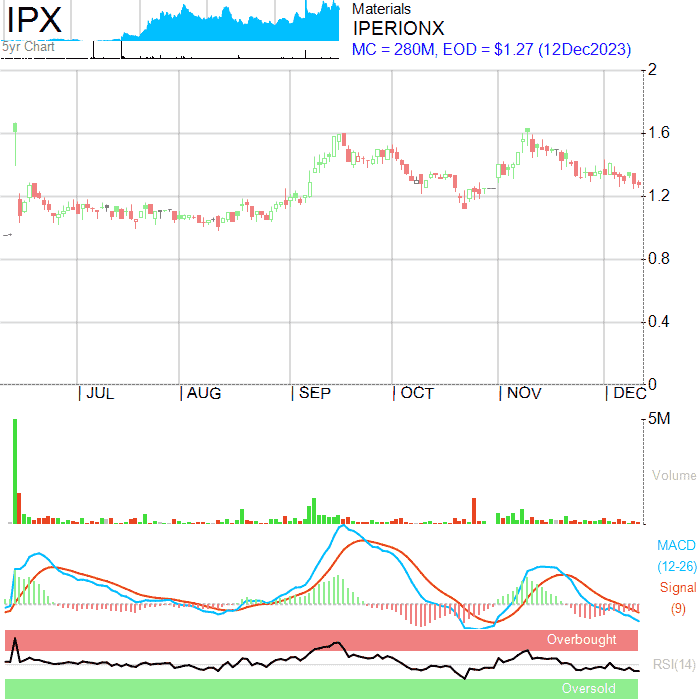 IPX
5yr Chart
Materials
IPERIONX
MC = 280M, EOD = $1.27 (12Dec2023)
2
1.6
1.2
0.8
0.4
0
JUL
AUG
SEP
OCT
NOV
DEC
5M
Volume
MACD
(12-26)
Signal
(9)
Overbought
RSI(14)
Oversold